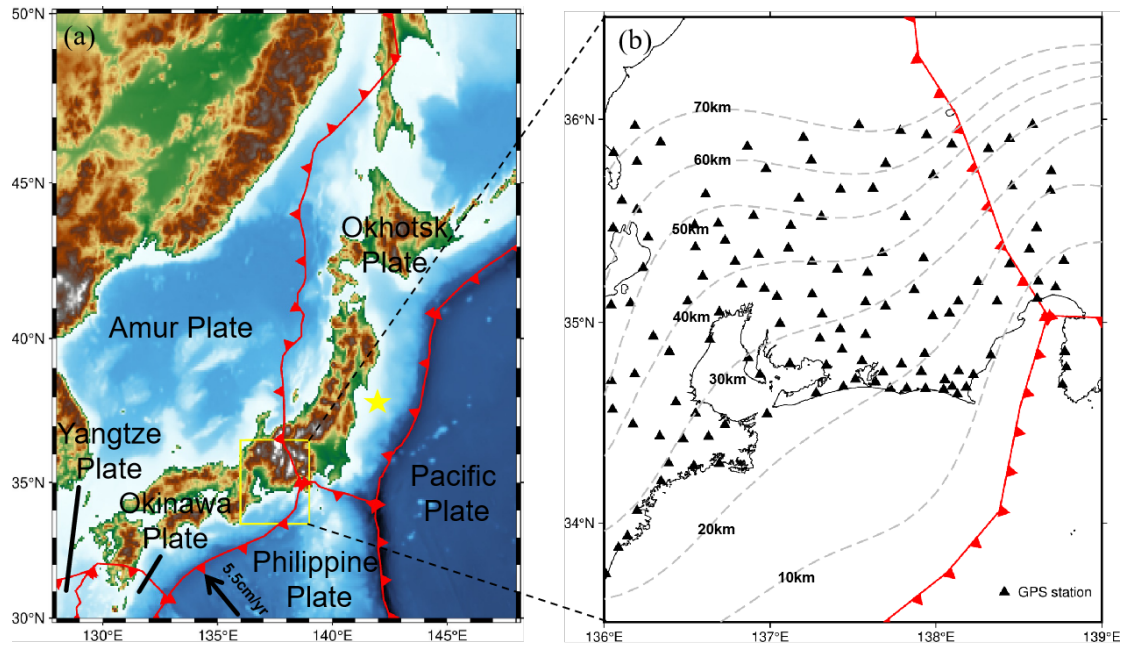 (a)
50°N
45°N
40°N
35°N
30°N
130°E
135°E
140°E
145°E
Okhotsk
Plate
Amur Plate
Yangtze
Plate
Okinawa
Plate
Pacific
Plate
Philippine
Plate
5.5cm/yr
(b)
36°N
35°N
34°N
136°E
137°E
138°E
139°E
70km
60km
50km
40km
30km
20km
10km
GPS station